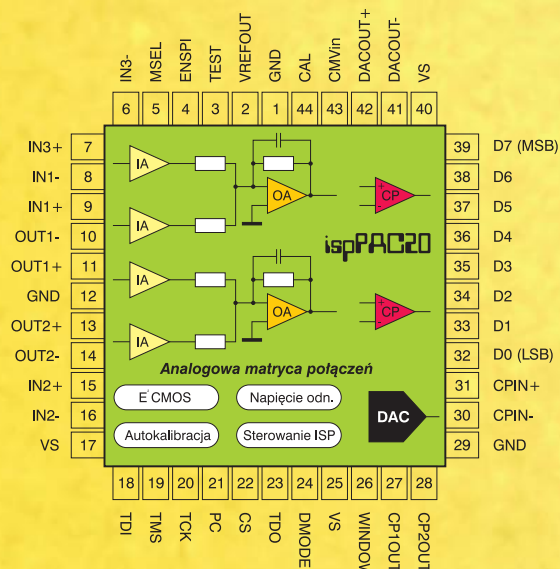 IN3- MSEL ENSPI TEST VREFOUT GND CAL CMVin DACOUT+ DACOUT- VS
6 5 4 3 2 1 44 43 42 41 40
IN3+ 7
IN1- 8
IN1+ 9
OUT1- 10
OUT1+ 11
GND 12
OUT2+ 13
OUT2- 14
IN2+ 15
IN2- 16
VS 17
IA
IA
OA
CP
ispPAC20
IA
IA
OA
CP
Analogowa matryca połączeń
E²CMOS Napięcie odn.
Autokalibracja Sterowanie ISP
DAC
39 D7 (MSB)
38 D6
37 D5
36 D4
35 D3
34 D2
33 D1
32 D0 (LSB)
31 CPIN+
30 CPIN-
29 GND
18 19 20 21 22 23 24 25 26 27 28
TDI TMS TCK PC CS TDO DMODE VS WINDOW CP1OUT CP2OUT